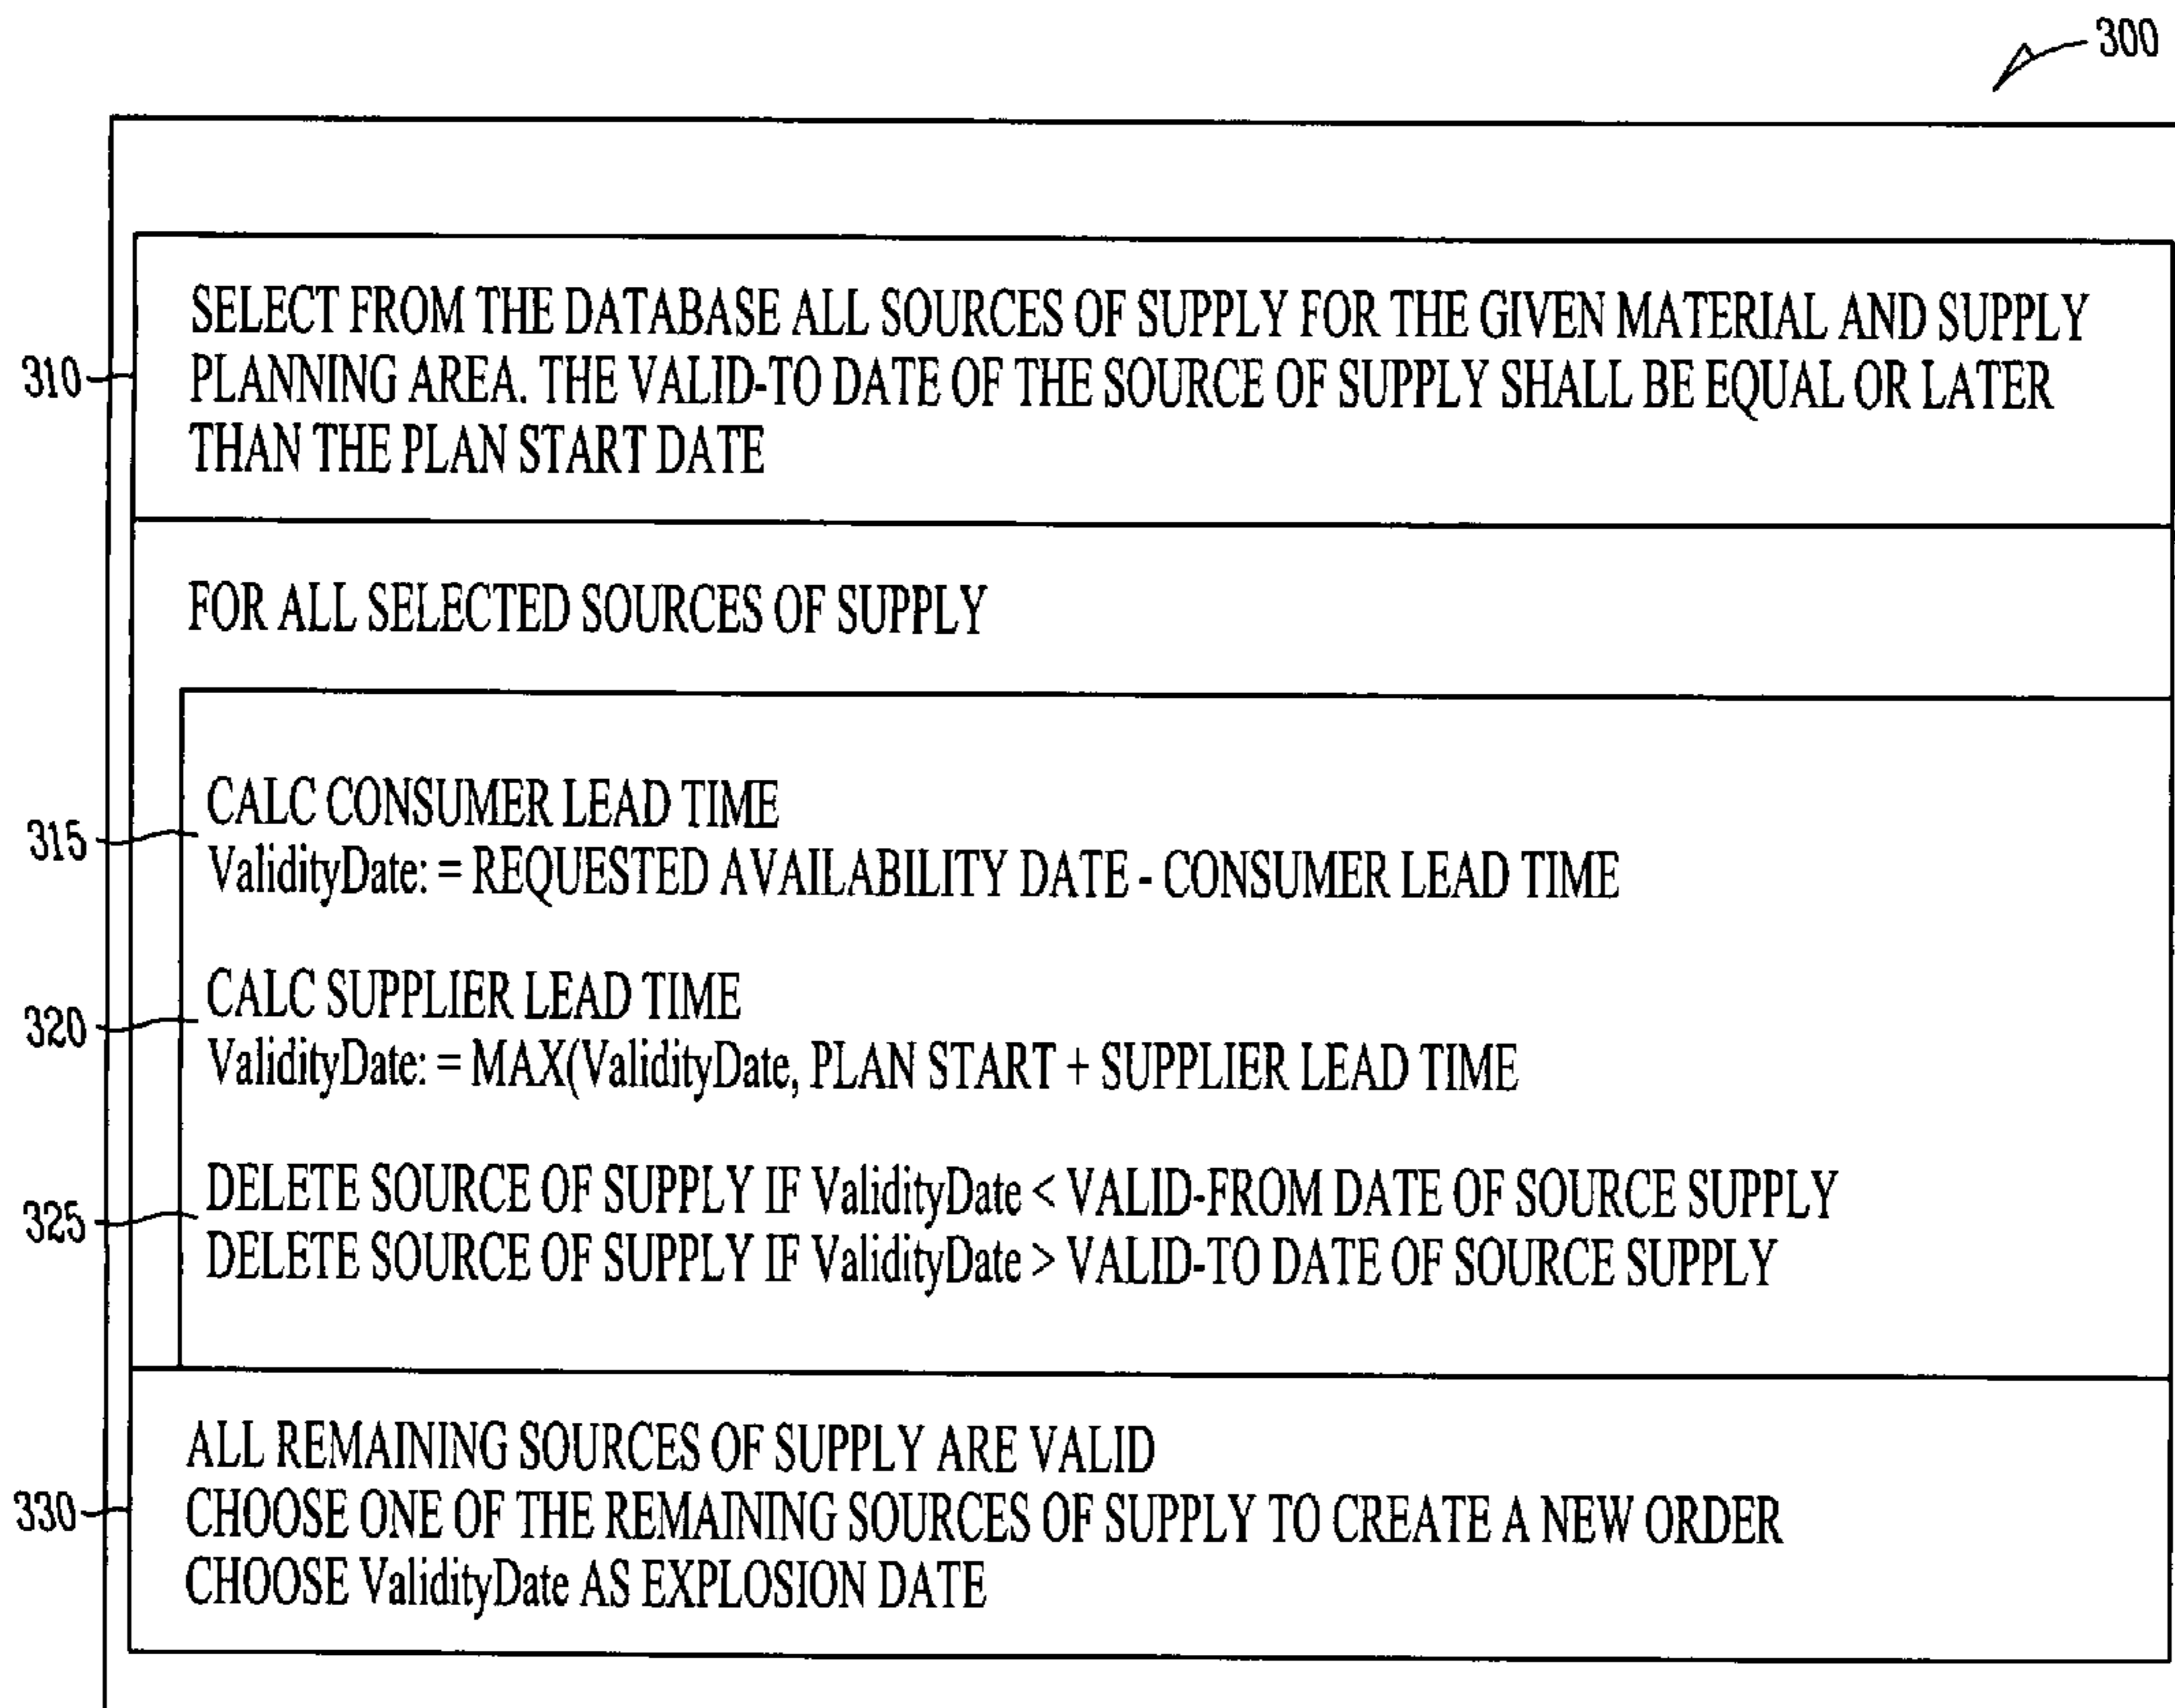 300
SELECT FROM THE DATABASE ALL SOURCES OF SUPPLY FOR THE GIVEN MATERIAL AND SUPPLY
310 PLANNING AREA. THE VALID-TO DATE OF THE SOURCE OF SUPPLY SHALL BE EQUAL OR LATER
THAN THE PLAN START DATE
FOR ALL SELECTED SOURCES OF SUPPLY
CALC CONSUMER LEAD TIME
315
ValidityDate: = REQUESTED AVAILABILITY DATE - CONSUMER LEAD TIME
CALC SUPPLIER LEAD TIME
320
ValidityDate: = MAX(ValidityDate, PLAN START + SUPPLIER LEAD TIME
DELETE SOURCE OF SUPPLY IF ValidityDate < VALID-FROM DATE OF SOURCE SUPPLY
325
DELETE SOURCE OF SUPPLY IF ValidityDate > VALID-TO DATE OF SOURCE SUPPLY
ALL REMAINING SOURCES OF SUPPLY ARE VALID
330 CHOOSE ONE OF THE REMAINING SOURCES OF SUPPLY TO CREATE A NEW ORDER
CHOOSE ValidityDate AS EXPLOSION DATE